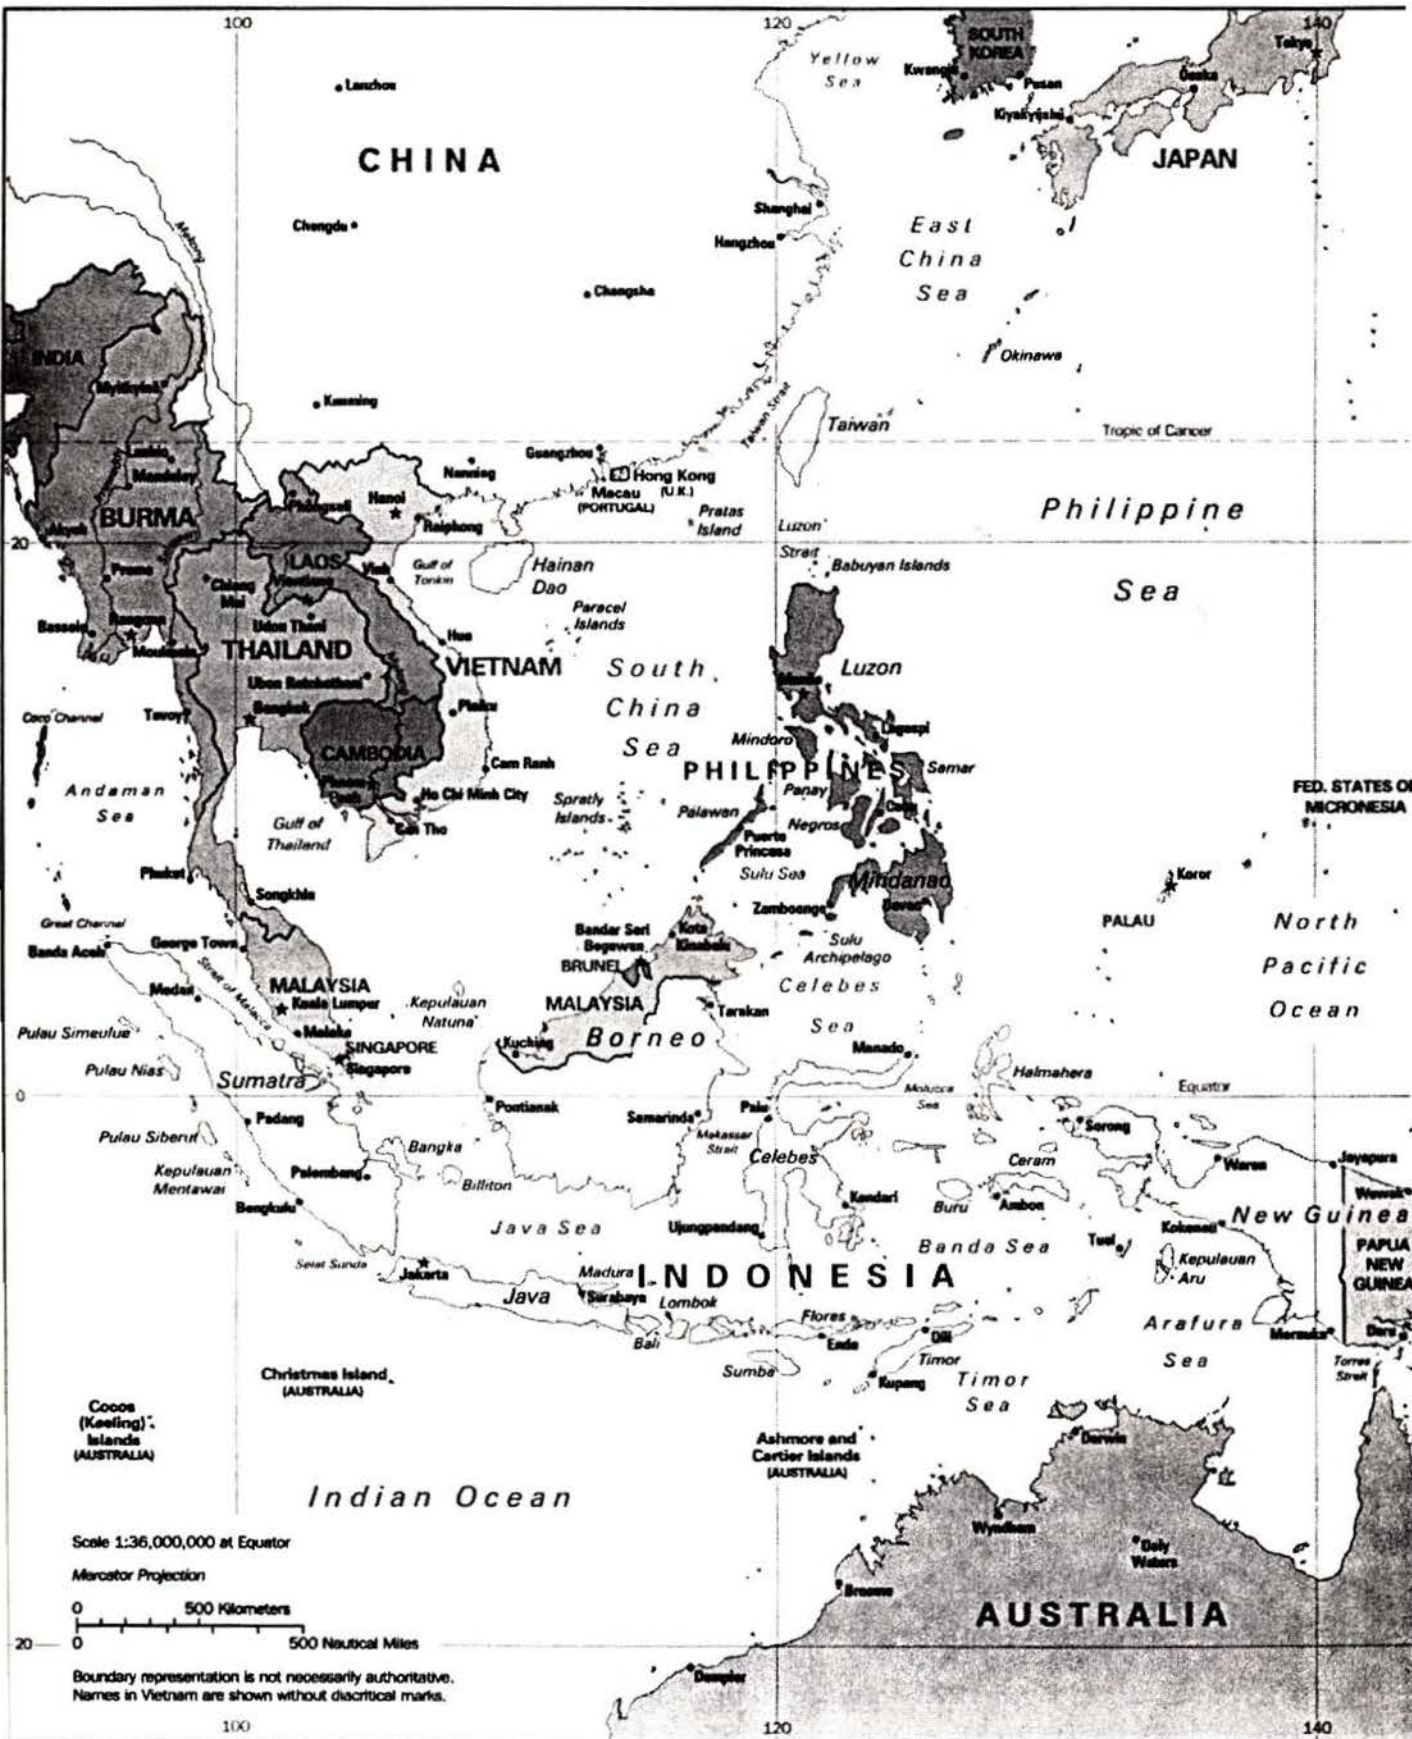 100
120
140
SOUTH
KOREA
Tokyo
Yellow
Sea
Kwangju
Pusan
Osaka
Lanzhou
CHINA
JAPAN
Mekong
Shanghai
Chengdu
Hangzhou
East
China
Sea
Changsha
Okinawa
INDIA
Myitkyina
Kunming
Taiwan Strait
Taiwan
Tropic of Cancer
Lashio
Mandalay
Nanning
Guangzhou
Hong Kong
(U.K.)
Macau
(PORTUGAL)
Phongsali
Hanoi
BURMA
Akyab
Haiphong
Pratas
Island
Luzon
Strait
Philippine
Sea
20
LAOS
Prome
Chiang
Mai
Vientiane
Vinh
Gulf of
Tonkin
Hainan
Dao
Babuyan Islands
Bassein
Rangoon
Moulmein
Udon Thani
Paracel
Islands
Hue
THAILAND
VIETNAM
South
China
Sea
Luzon
Ubon Ratchathani
Manila
Coco Channel
Tavoy
Bangkok
Pleiku
Legaspi
Mindoro
CAMBODIA
Cam Ranh
PHILIPPINES
Samar
Phnom
Penh
Andaman
Sea
Ho Chi Minh City
Spratly
Islands
Panay
Cebu
FED. STATES OF
MICRONESIA
Gulf of
Thailand
Can Tho
Palawan
Negros
Puerto
Princesa
Sulu Sea
Mindanao
Phuket
Songkhla
Koror
PALAU
Zamboanga
Davao
Great Channel
Banda Aceh
George Town
Bandar Seri
Begawan
BRUNEI
Kota
Kinabalu
Sulu
Archipelago
North
Pacific
Ocean
Strait of Malacca
Medan
MALAYSIA
Kuala Lumpur
Kepulauan
Natuna
MALAYSIA
Celebes
Sea
Tarakan
Pulau Simeulue
Melaka
Kuching
Borneo
SINGAPORE
Singapore
Manado
Pulau Nias
Sumatra
Halmahera
Molucca
Sea
Equator
0
Pontianak
Samarinda
Palu
Padang
Makassar
Strait
Sorong
Pulau Siberut
Bangka
Celebes
Ceram
Waren
Jayapura
Kepulauan
Mentawai
Palembang
Billiton
Wewak
Bengkulu
Kendari
Buru
Ambon
New Guinea
Java Sea
Ujungpandang
Banda Sea
Tual
Kokenau
PAPUA
NEW
GUINEA
Kepulauan
Aru
Selat Sunda
Jakarta
Madura
INDONESIA
Java
Surabaya
Lombok
Flores
Arafura
Sea
Bali
Ende
Dili
Merauke
Daru
Timor
Torres
Strait
Christmas Island
(AUSTRALIA)
Sumba
Kupang
Timor
Sea
Cocos
(Keeling)
Islands
(AUSTRALIA)
Ashmore and
Cartier Islands
(AUSTRALIA)
Darwin
Indian Ocean
Wyndham
Daly
Waters
Scale 1:36,000,000 at Equator
Mercator Projection
Broome
0 500 Kilometers
0 500 Nautical Miles
AUSTRALIA
20
Boundary representation is not necessarily authoritative.
Names in Vietnam are shown without diacritical marks.
Dampier
100
120
140